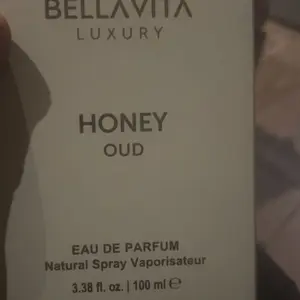 BELLAVITA
LUXURY
HONEY
OUD
EAU DE PARFUM
Natural Spray Vaporisateur
3.38 fl. oz. | 100 ml ℮